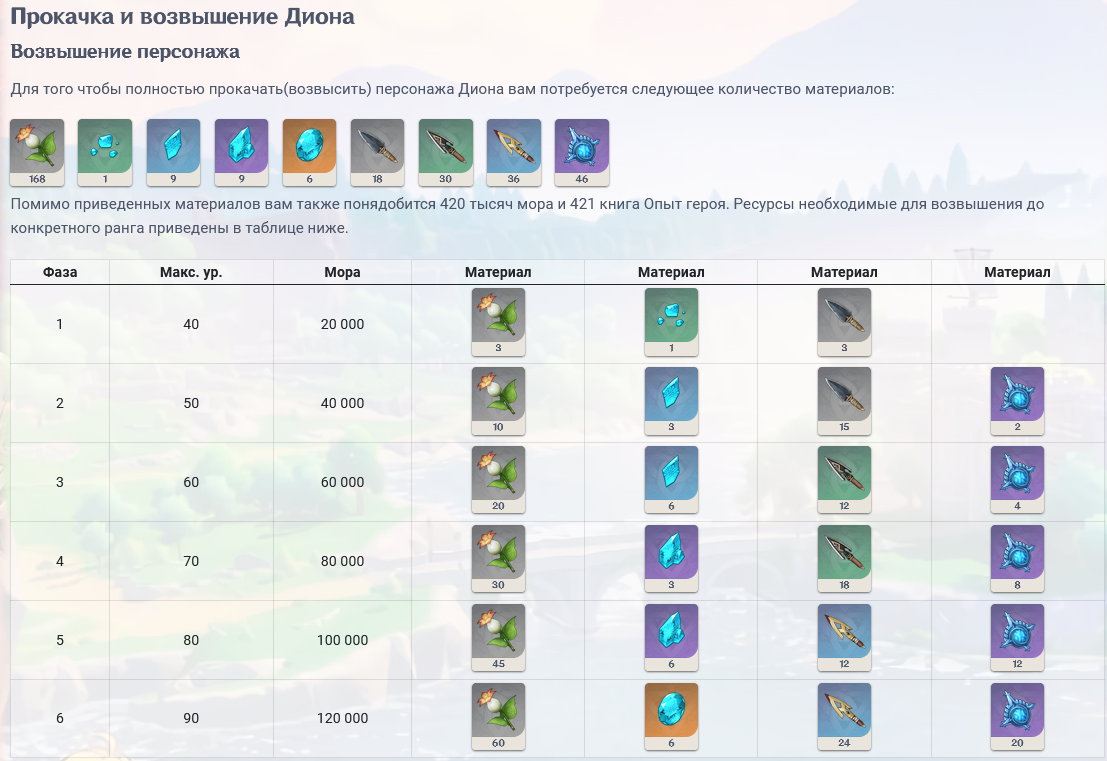 Прокачка и возвышение Диона
Возвышение персонажа
Для того чтобы полностью прокачать(возвысить) персонажа Диона вам потребуется следующее количество материалов:
168 1 9 9 6 18 30 36 46
Помимо приведенных материалов вам также понядобится 420 тысяч мора и 421 книга Опыт героя. Ресурсы необходимые для возвышения до
конкретного ранга приведены в таблице ниже.
Фаза Макс. ур. Мора Материал Материал Материал Материал
1 40 20 000 3 1 3
2 50 40 000 10 3 15 2
3 60 60 000 20 6 12 4
4 70 80 000 30 3 18 8
5 80 100 000 45 6 12 12
6 90 120 000 60 6 24 20